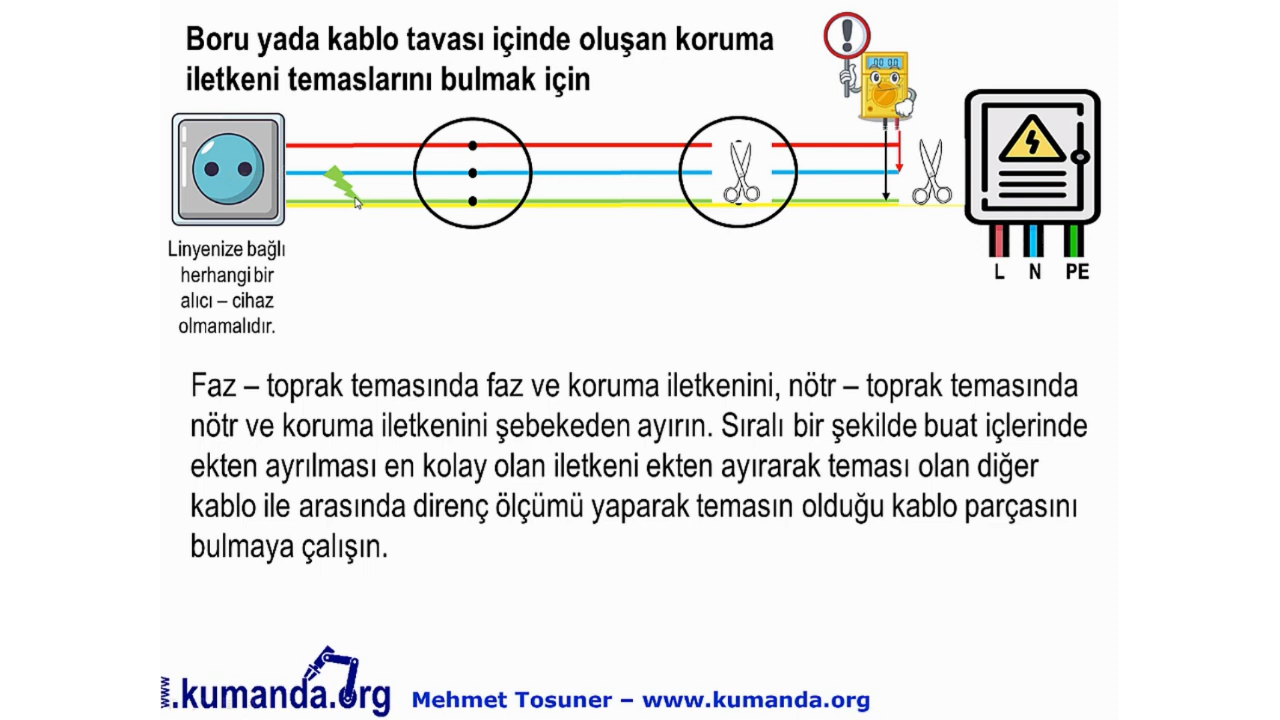 Boru yada kablo tavası içinde oluşan koruma
iletkeni temaslarını bulmak için
L N PE
Linyenize bağlı
herhangi bir
alıcı – cihaz
olmamalıdır.
Faz – toprak temasında faz ve koruma iletkenini, nötr – toprak temasında
nötr ve koruma iletkenini şebekeden ayırın. Sıralı bir şekilde buat içlerinde
ekten ayrılması en kolay olan iletkeni ekten ayırarak teması olan diğer
kablo ile arasında direnç ölçümü yaparak temasın olduğu kablo parçasını
bulmaya çalışın.
www.kumanda.org
Mehmet Tosuner – www.kumanda.org